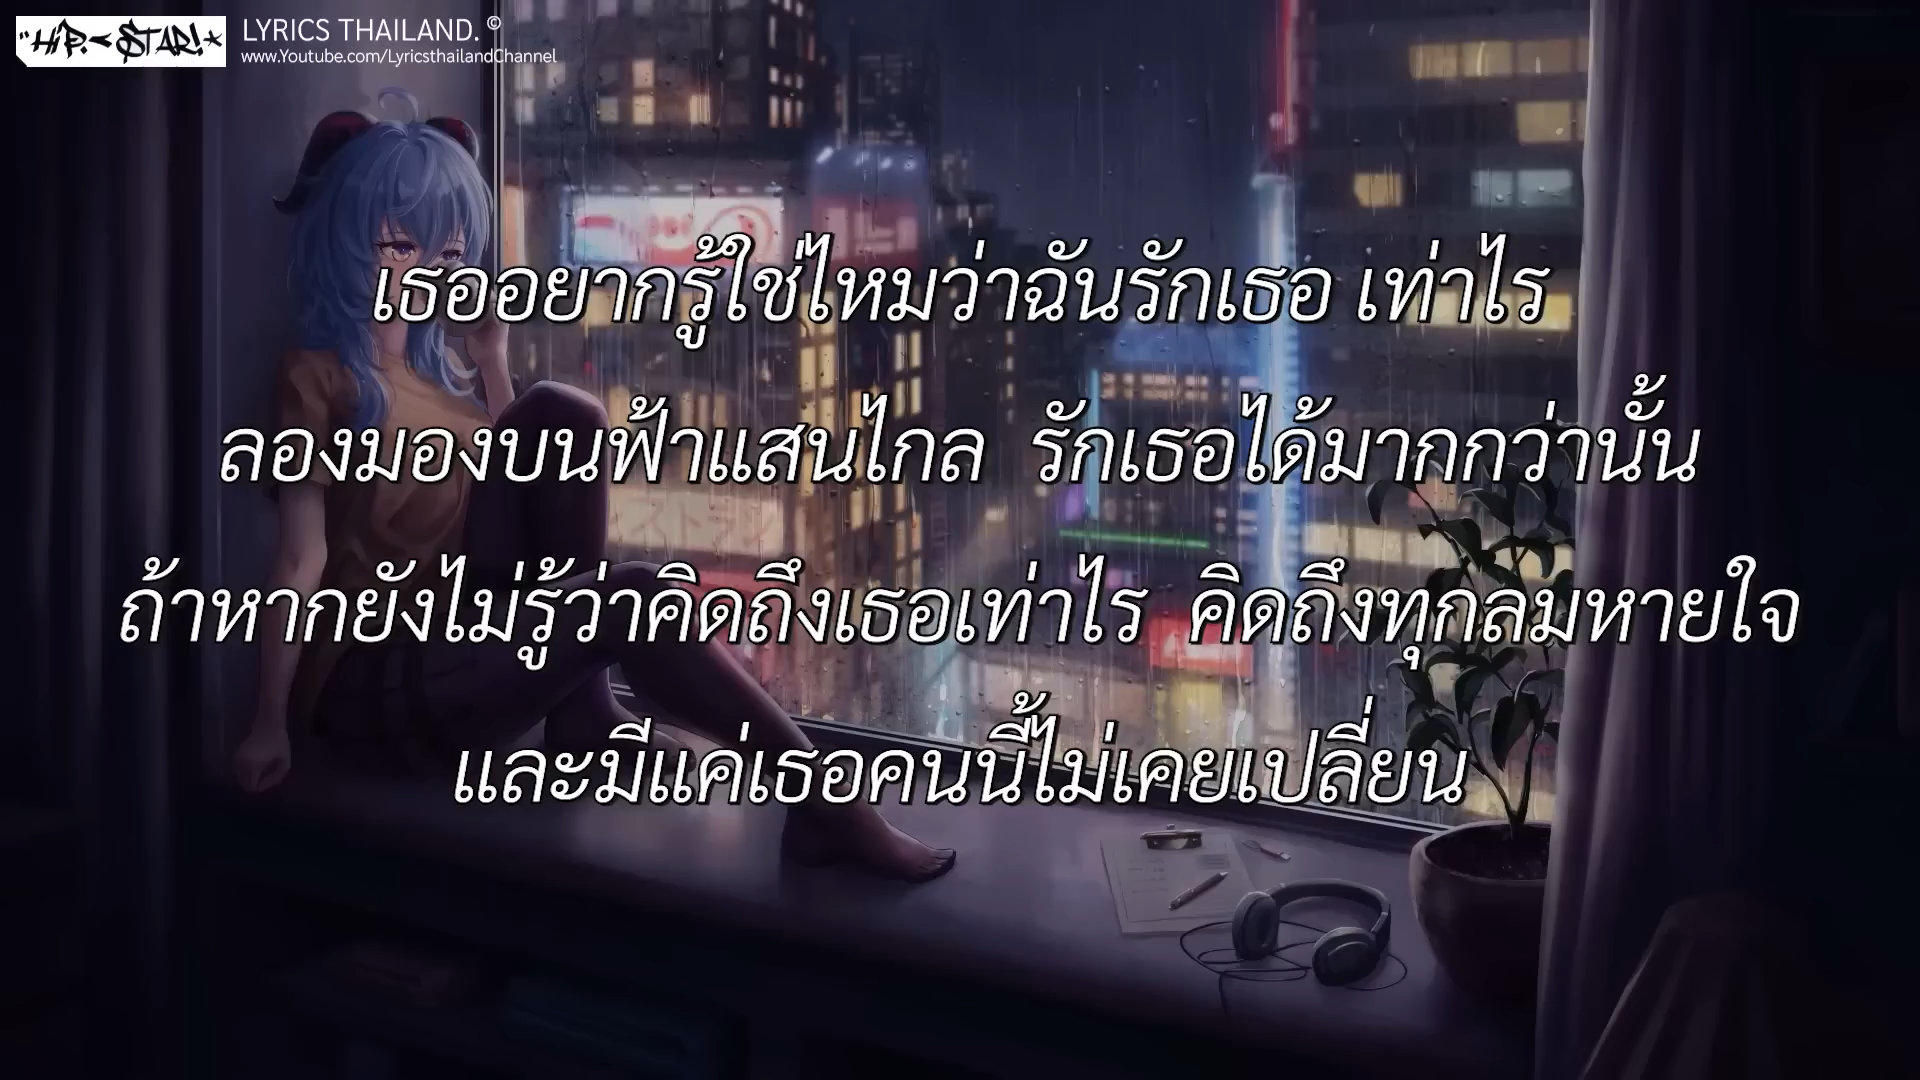 "HiP.<$TAR!*
LYRICS THAILAND.©
www.Youtube.com/LyricsthailandChannel
เธออยากรู้ใช่ไหมว่าฉันรักเธอ เท่าไร
ลองมองบนฟ้าแสนไกล รักเธอได้มากกว่านั้น
ถ้าหากยังไม่รู้ว่าคิดถึงเธอเท่าไร คิดถึงทุกลมหายใจ
และมีแค่เธอคนนี้ไม่เคยเปลี่ยน